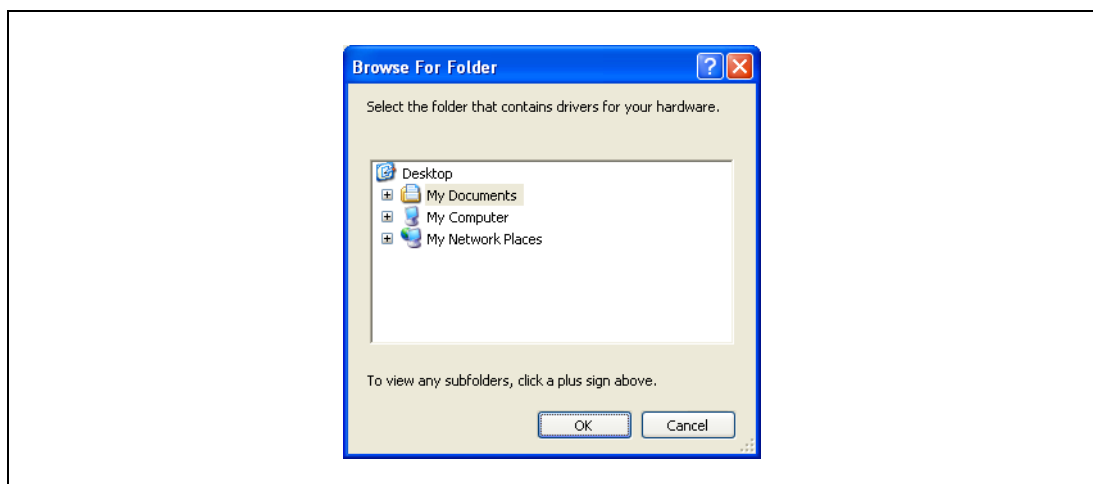 Browse For Folder
Select the folder that contains drivers for your hardware.
Desktop
My Documents
My Computer
My Network Places
To view any subfolders, click a plus sign above.
OK Cancel